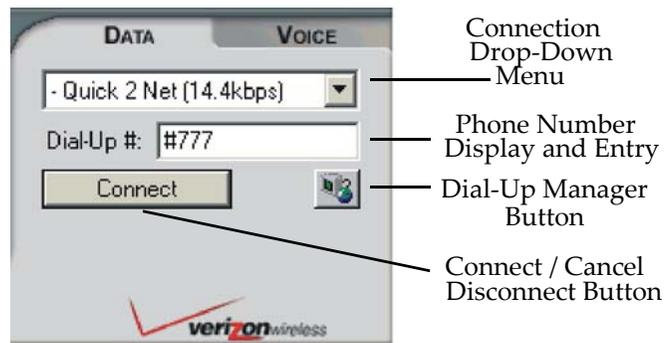 DATA
VOICE
- Quick 2 Net (14.4kbps)
Dial-Up #: #777
Connect
verizonwireless
Connection
Drop-Down
Menu
Phone Number
Display and Entry
Dial-Up Manager
Button
Connect / Cancel
Disconnect Button